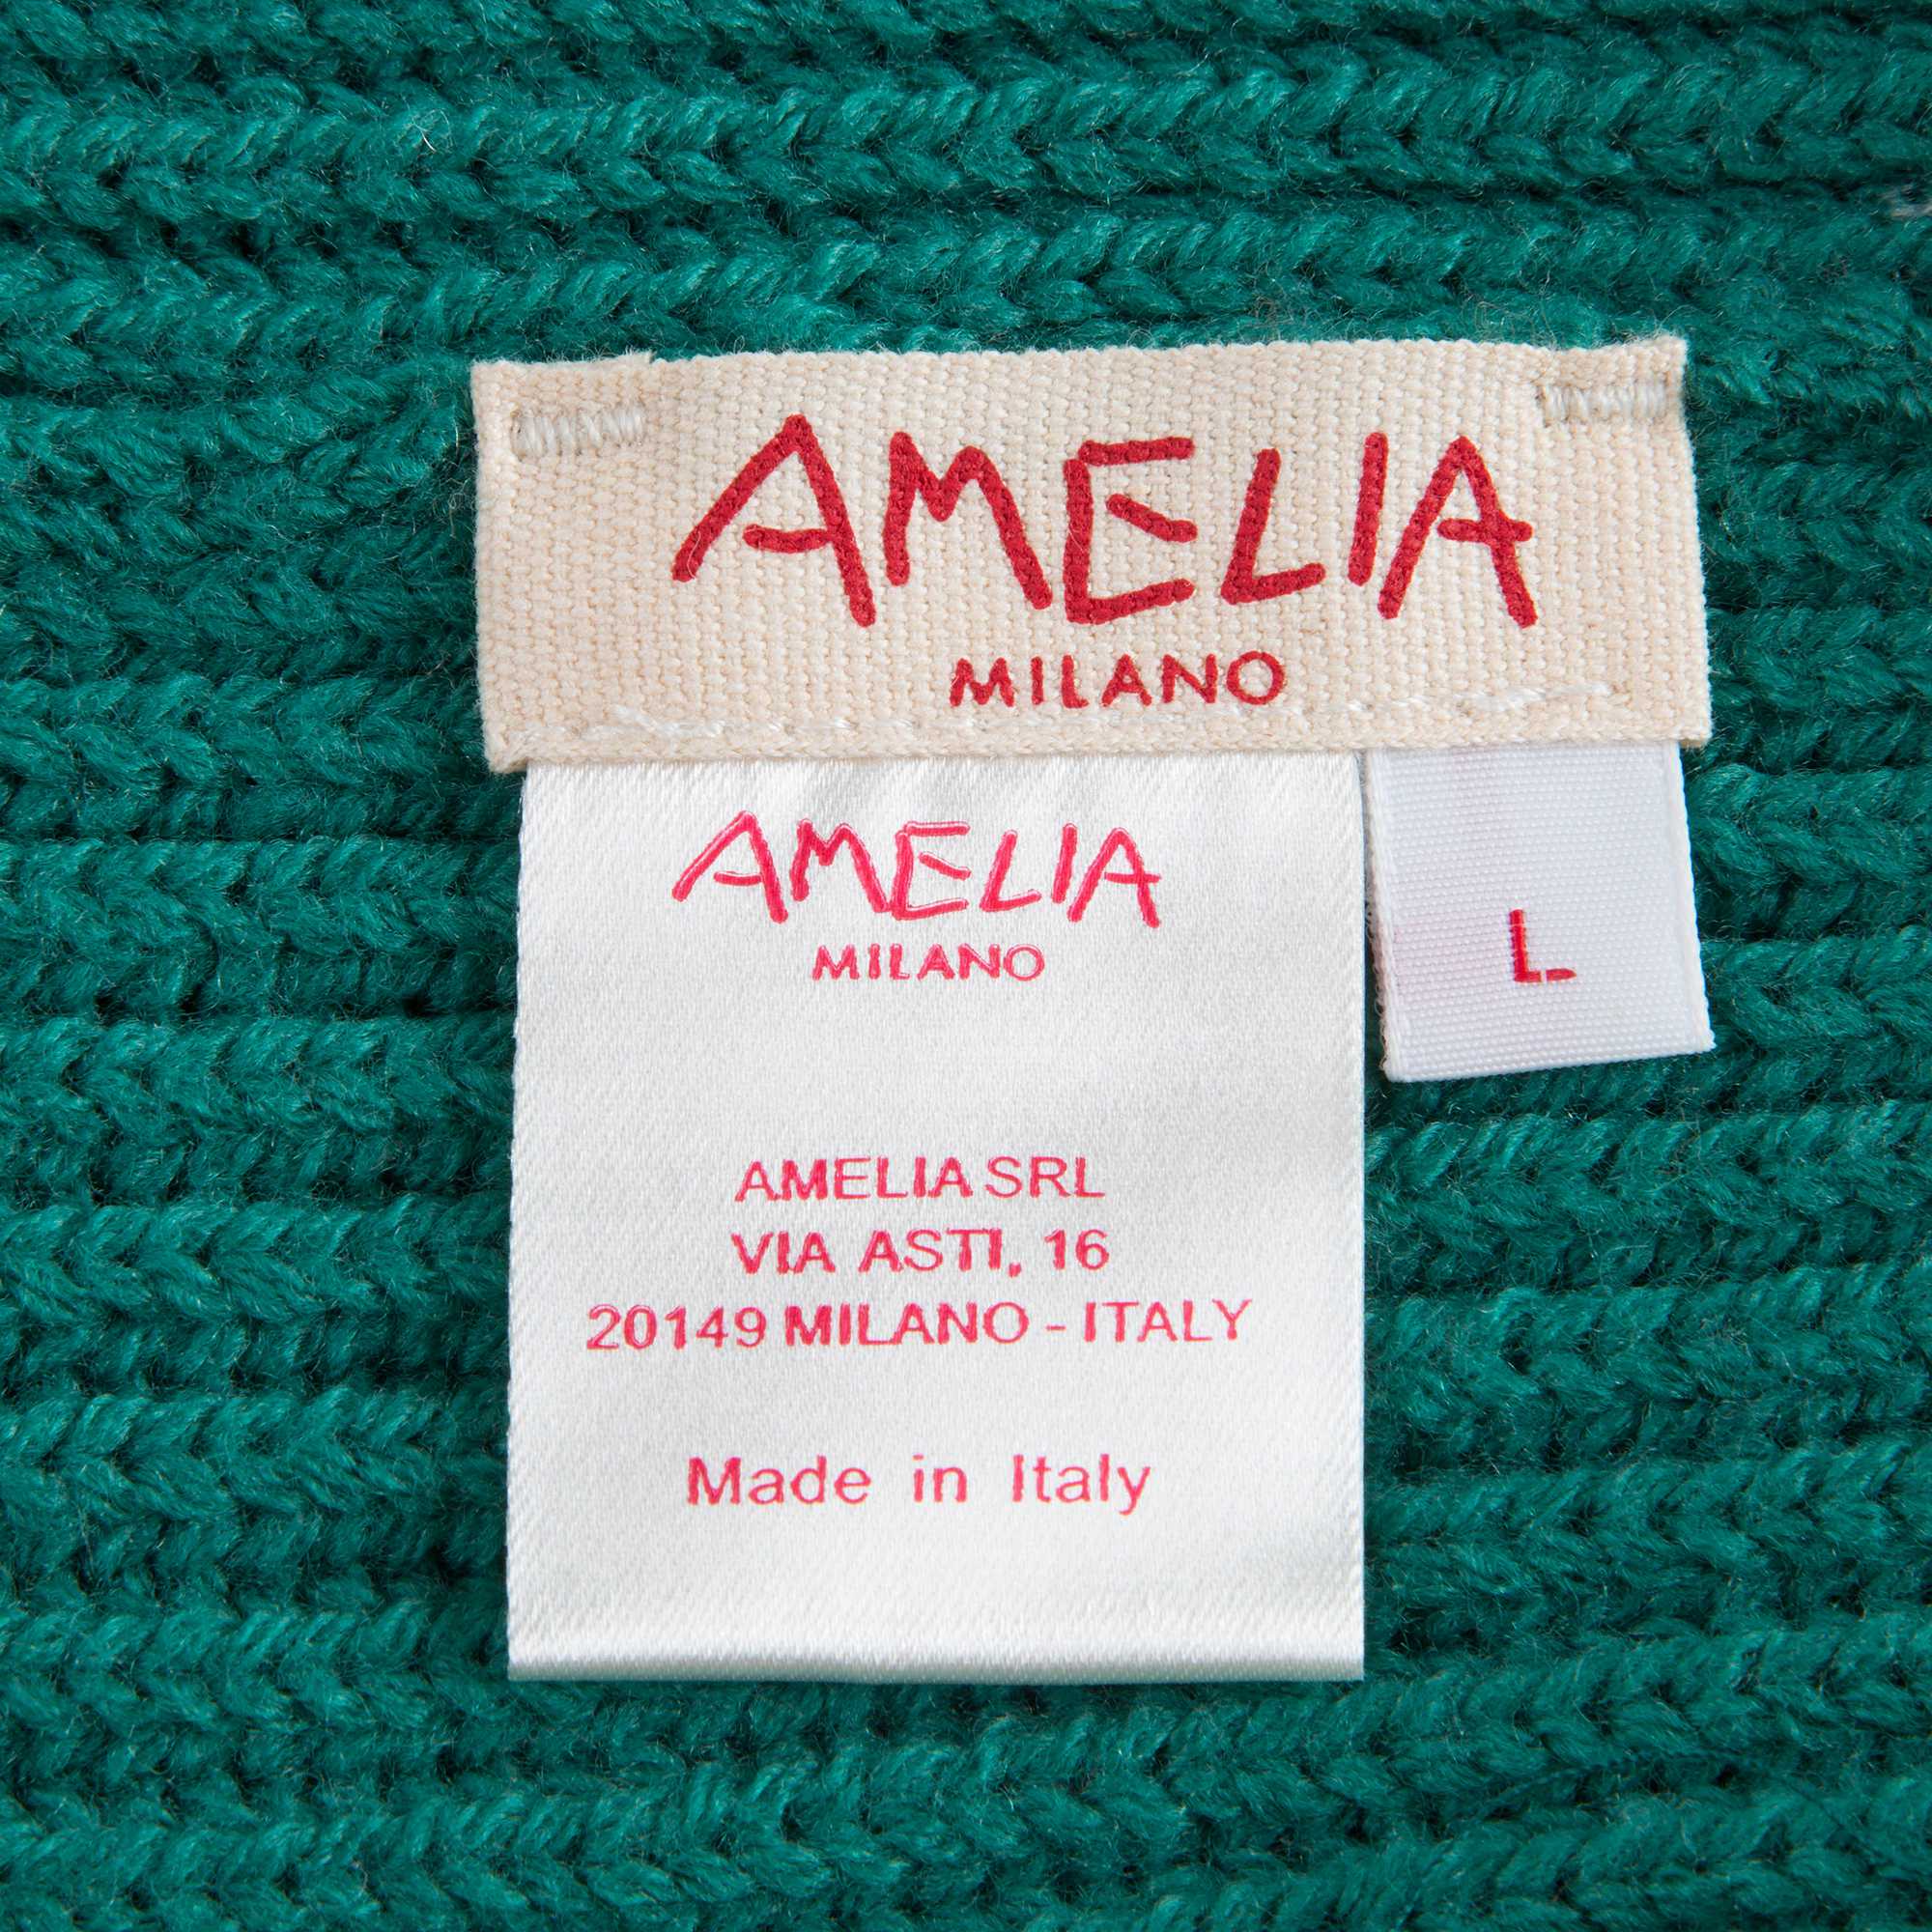 AMELIA
MILANO
AMELIA
MILANO
L
AMELIA SRL
VIA ASTI, 16
20149 MILANO - ITALY
Made in Italy